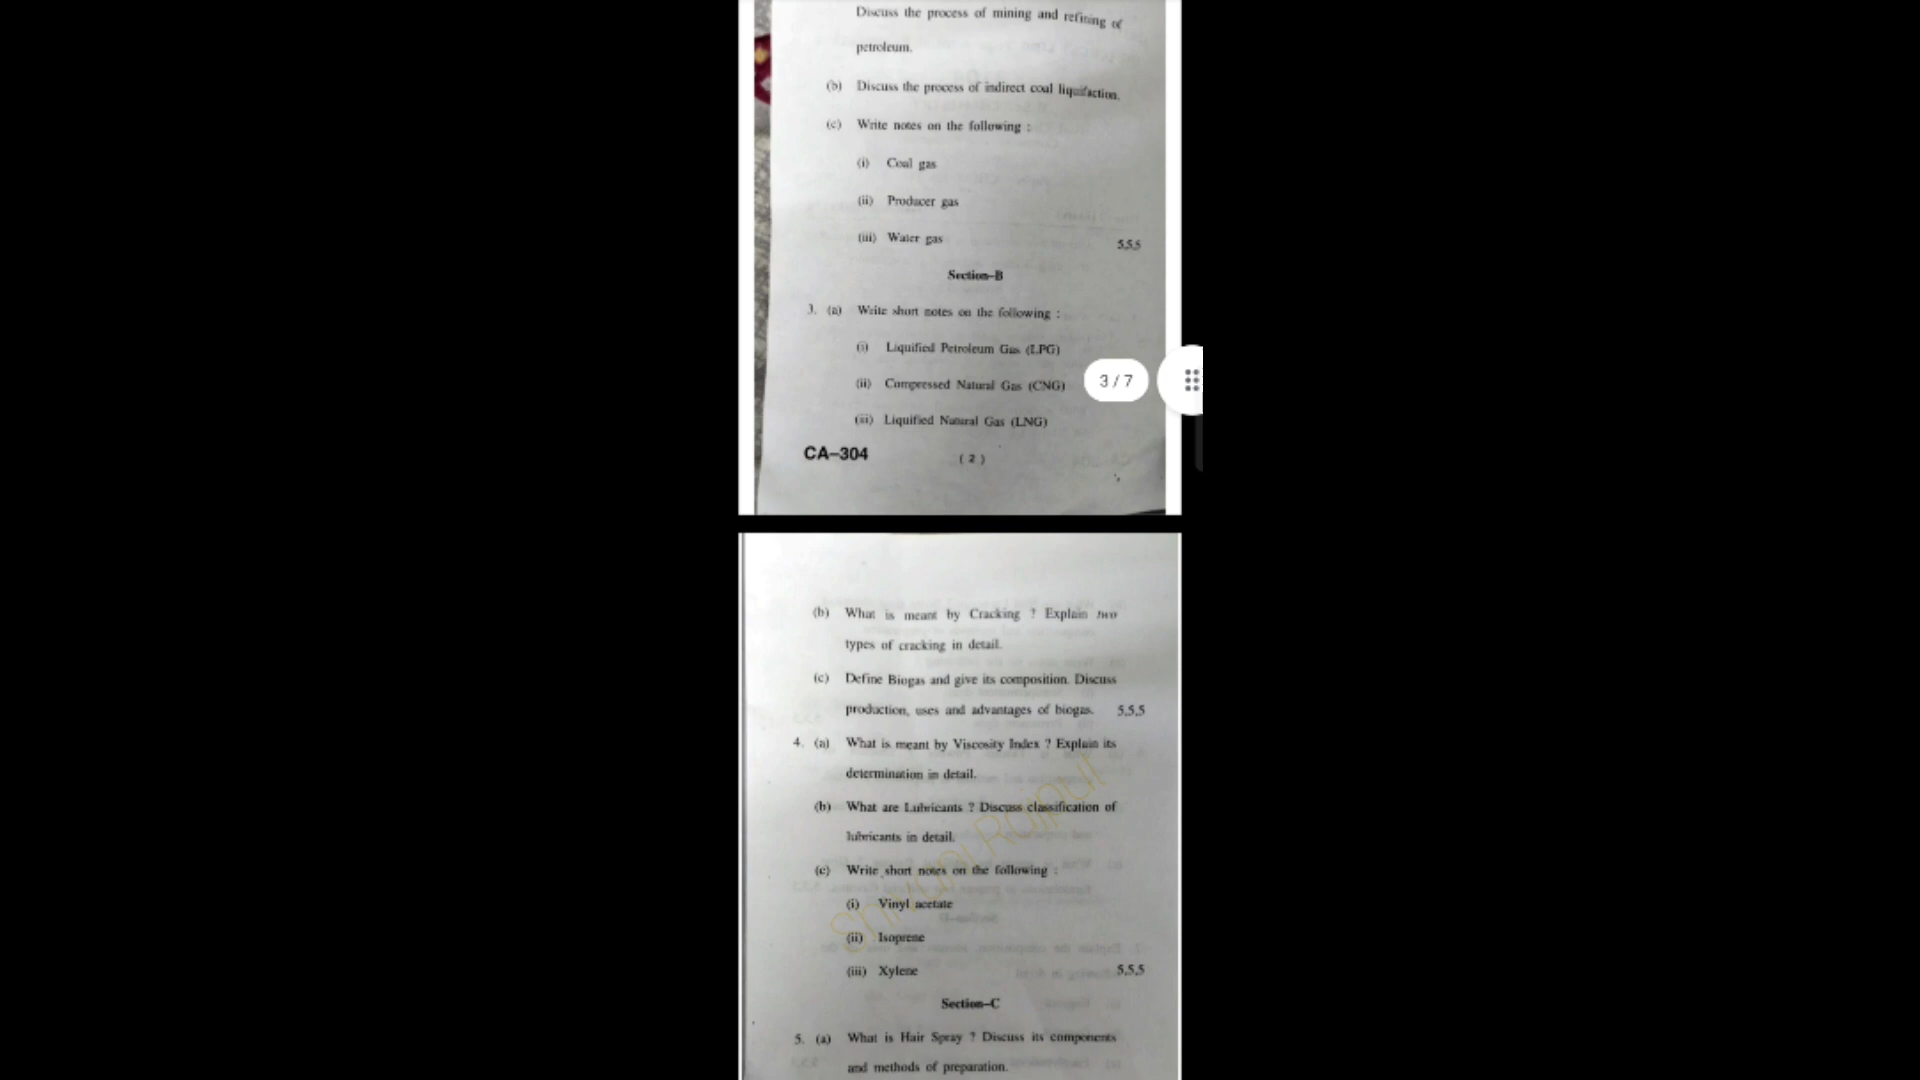 Discuss the process of mining and refining of
petroleum.
(b) Discuss the process of indirect coal liquifaction.
(c) Write notes on the following :
(i) Coal gas
(ii) Producer gas
(iii) Water gas 5,5,5
Section–B
3. (a) Write short notes on the following :
(i) Liquified Petroleum Gas (LPG)
(ii) Compressed Natural Gas (CNG)
3 / 7
(iii) Liquified Natural Gas (LNG)
CA–304 ( 2 )
(b) What is meant by Cracking ? Explain two
types of cracking in detail.
(c) Define Biogas and give its composition. Discuss
production, uses and advantages of biogas. 5,5,5
4. (a) What is meant by Viscosity Index ? Explain its
determination in detail.
(b) What are Lubricants ? Discuss classification of
lubricants in detail.
(c) Write short notes on the following :
(i) Vinyl acetate
(ii) Isoprene
(iii) Xylene 5,5,5
Shivani Rajput
Section–C
5. (a) What is Hair Spray ? Discuss its components
and methods of preparation.